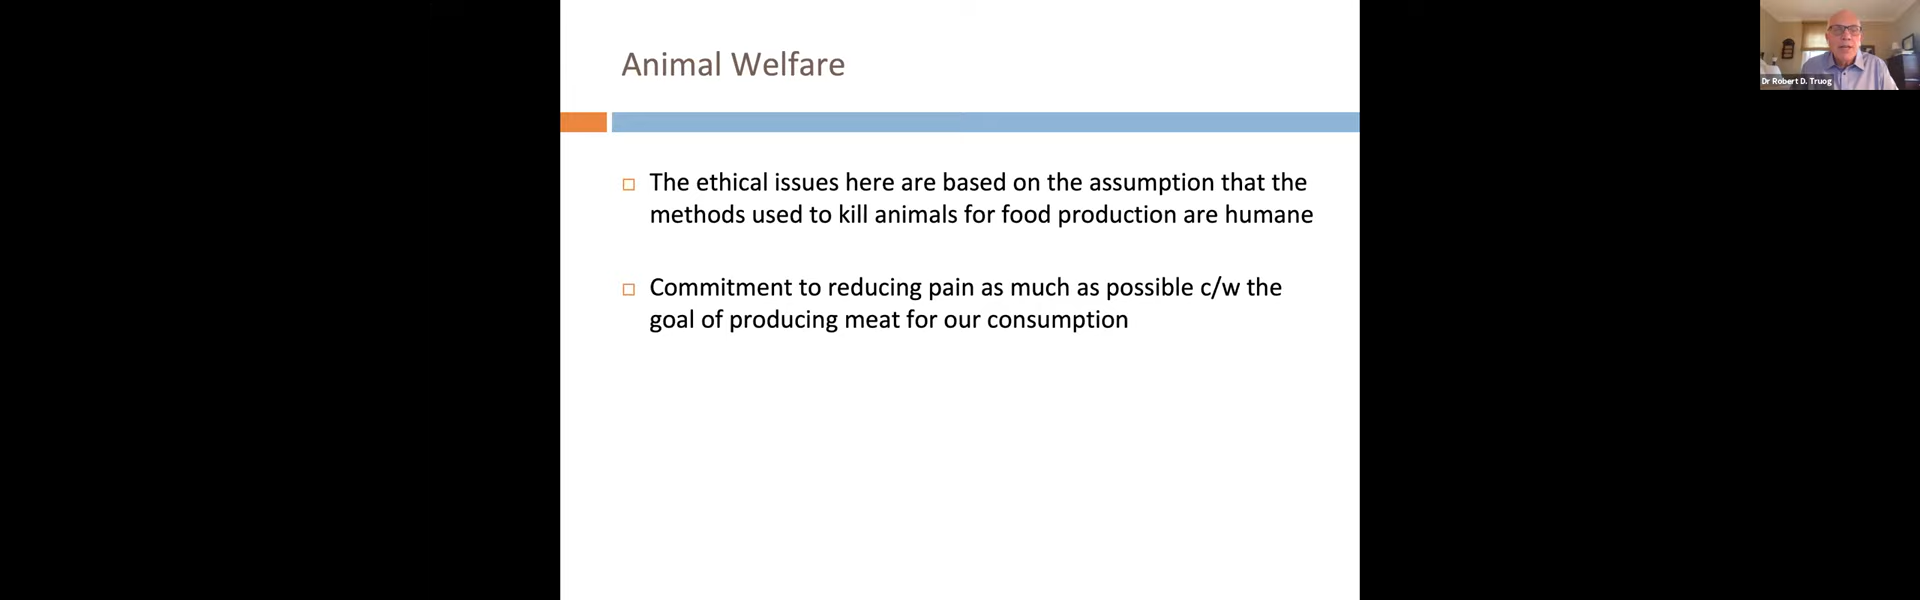 Animal Welfare
The ethical issues here are based on the assumption that the
methods used to kill animals for food production are humane
Commitment to reducing pain as much as possible c/w the
goal of producing meat for our consumption
Dr Robert D. Truog